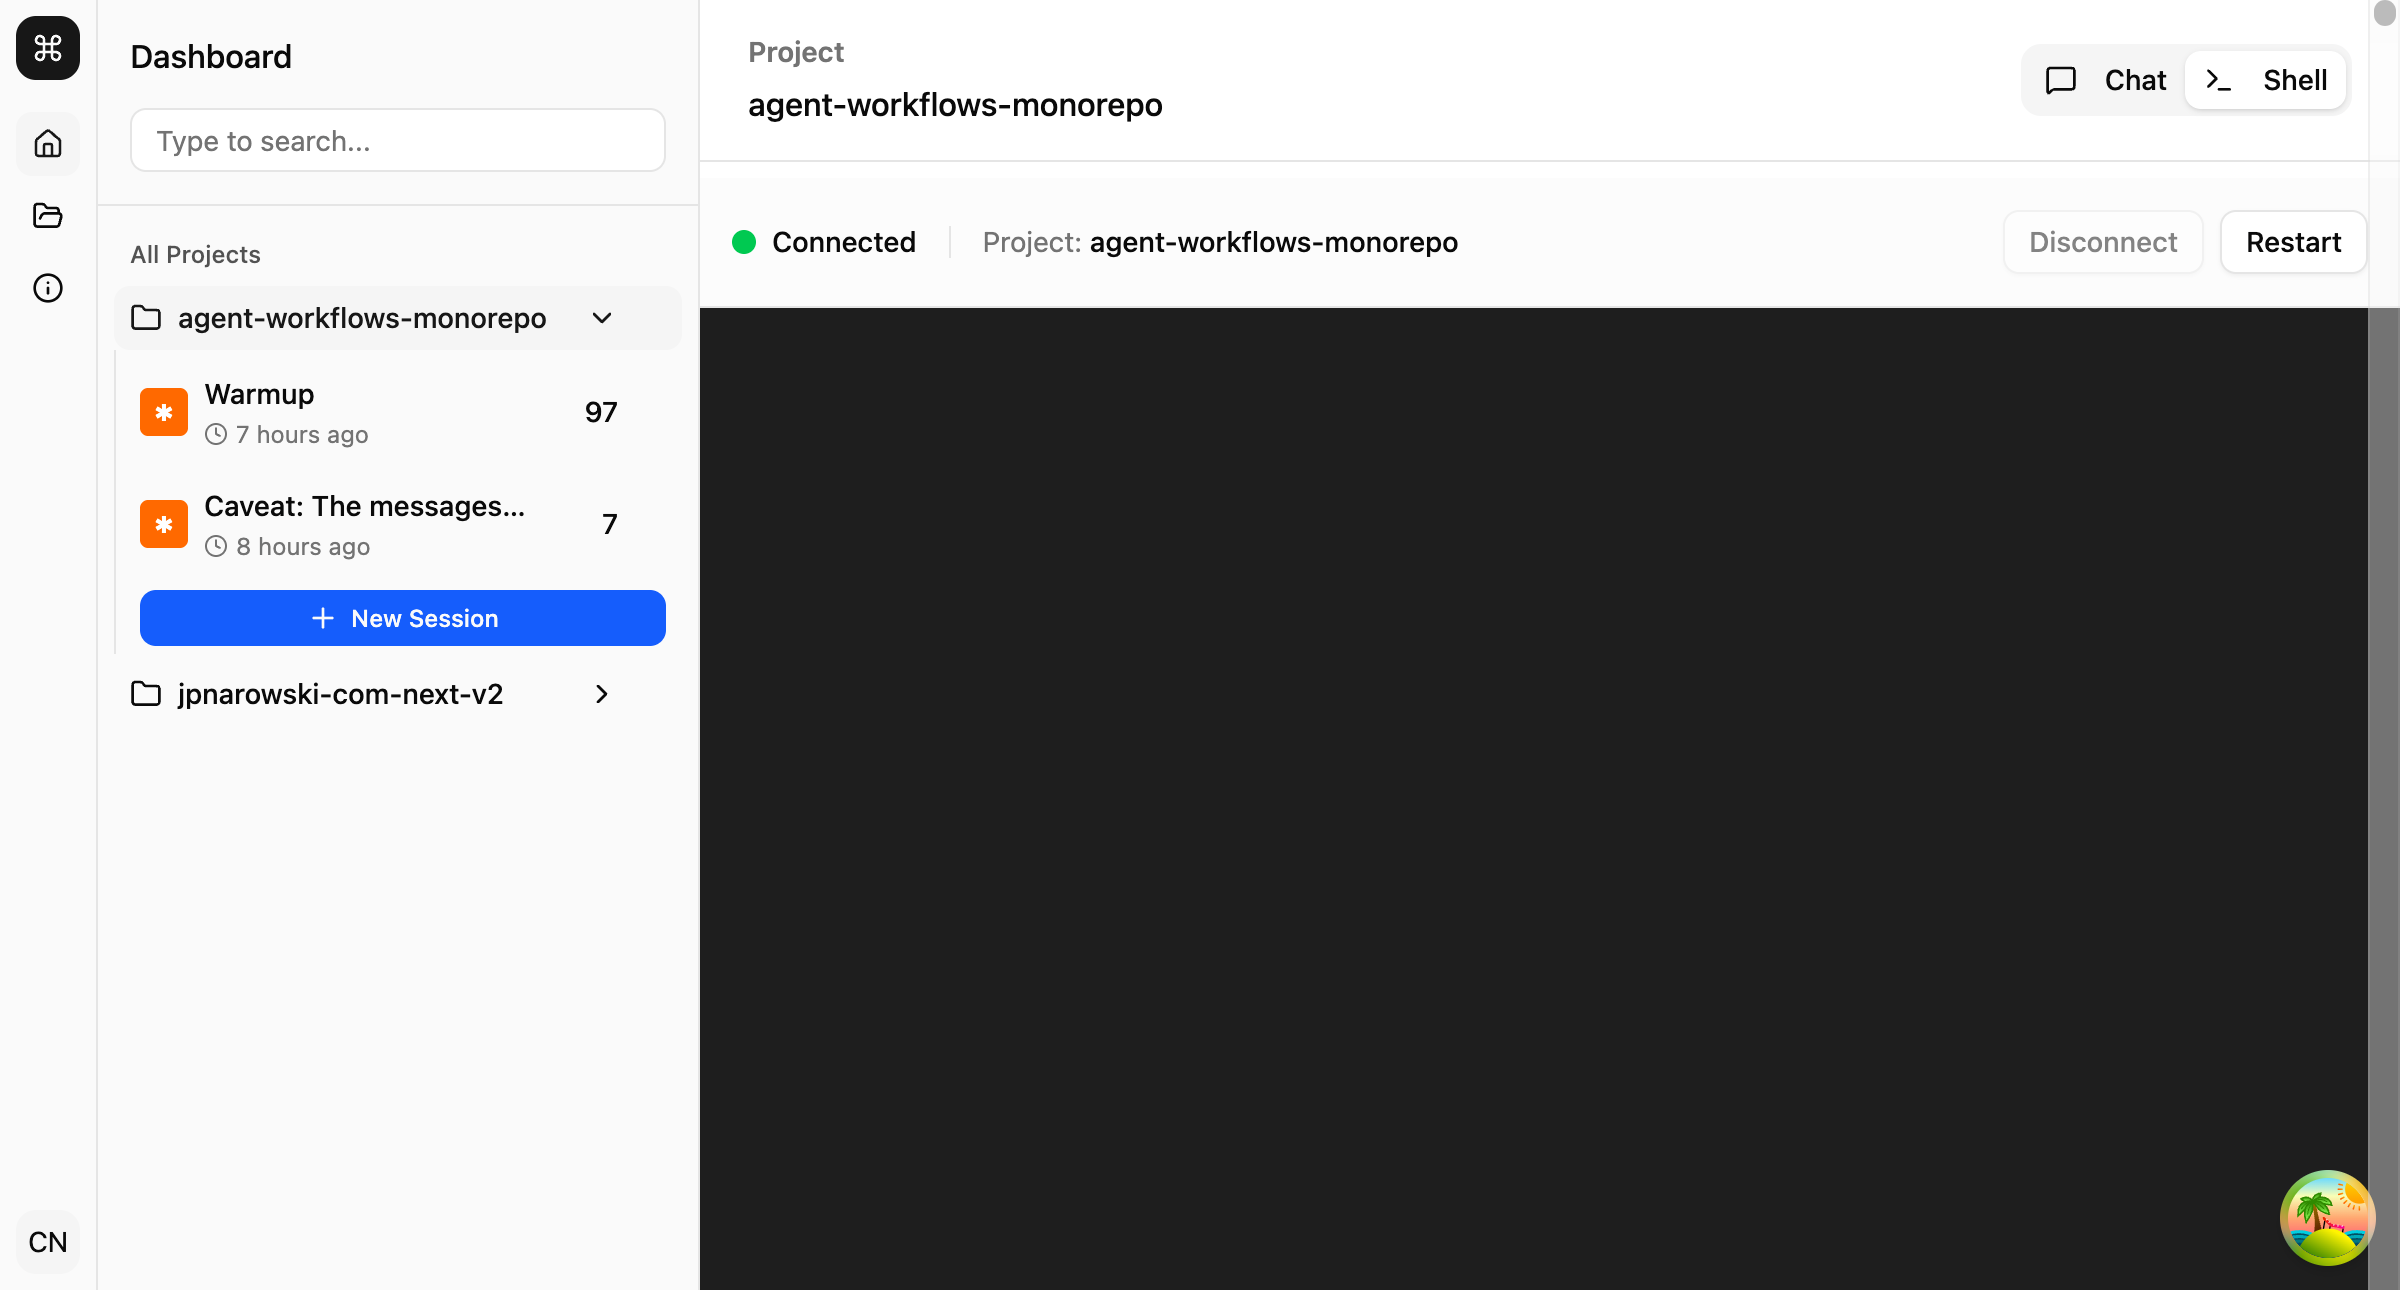 Dashboard
Type to search...
All Projects
agent-workflows-monorepo
Warmup
7 hours ago
97
Caveat: The messages...
8 hours ago
7
New Session
jpnarowski-com-next-v2
CN
Project
agent-workflows-monorepo
Chat
Shell
Connected
Project: agent-workflows-monorepo
Disconnect
Restart